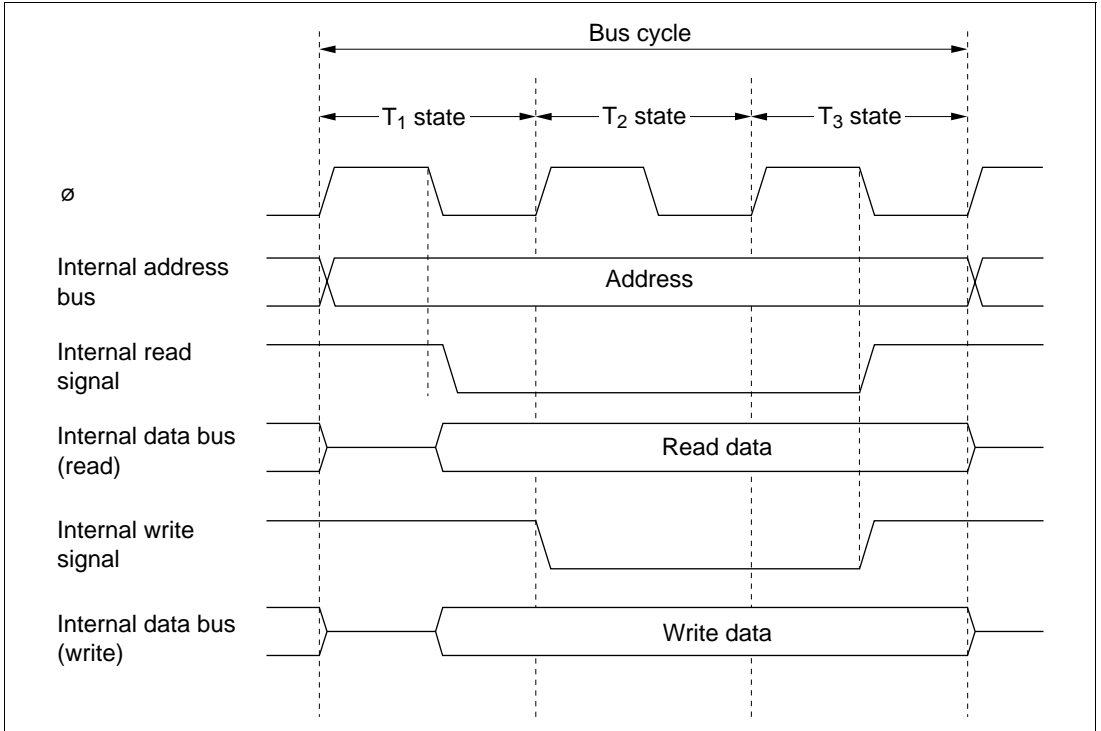 Bus cycle
T₁ state
T₂ state
T₃ state
ø
Internal address
bus
Address
Internal read
signal
Internal data bus
(read)
Read data
Internal write
signal
Internal data bus
(write)
Write data